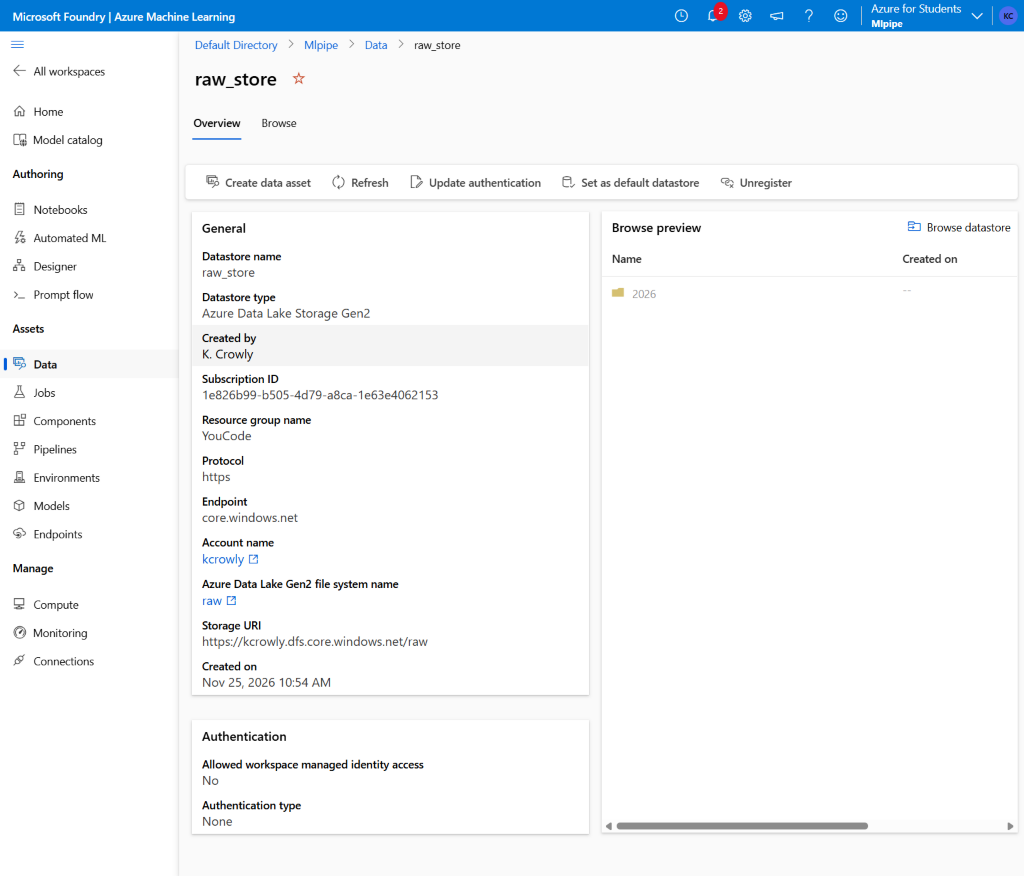 Microsoft Foundry | Azure Machine Learning
2
Azure for Students
Mlpipe
KC
All workspaces
Home
Model catalog
Authoring
Notebooks
Automated ML
Designer
Prompt flow
Assets
Data
Jobs
Components
Pipelines
Environments
Models
Endpoints
Manage
Compute
Monitoring
Connections
Default Directory > Mlpipe > Data > raw_store
raw_store
Overview Browse
Create data asset Refresh Update authentication Set as default datastore Unregister
General
Datastore name
raw_store
Datastore type
Azure Data Lake Storage Gen2
Created by
K. Crowly
Subscription ID
1e826b99-b505-4d79-a8ca-1e63e4062153
Resource group name
YouCode
Protocol
https
Endpoint
core.windows.net
Account name
kcrowly
Azure Data Lake Gen2 file system name
raw
Storage URI
https://kcrowly.dfs.core.windows.net/raw
Created on
Nov 25, 2026 10:54 AM
Authentication
Allowed workspace managed identity access
No
Authentication type
None
Browse preview Browse datastore
Name Created on
2026 --